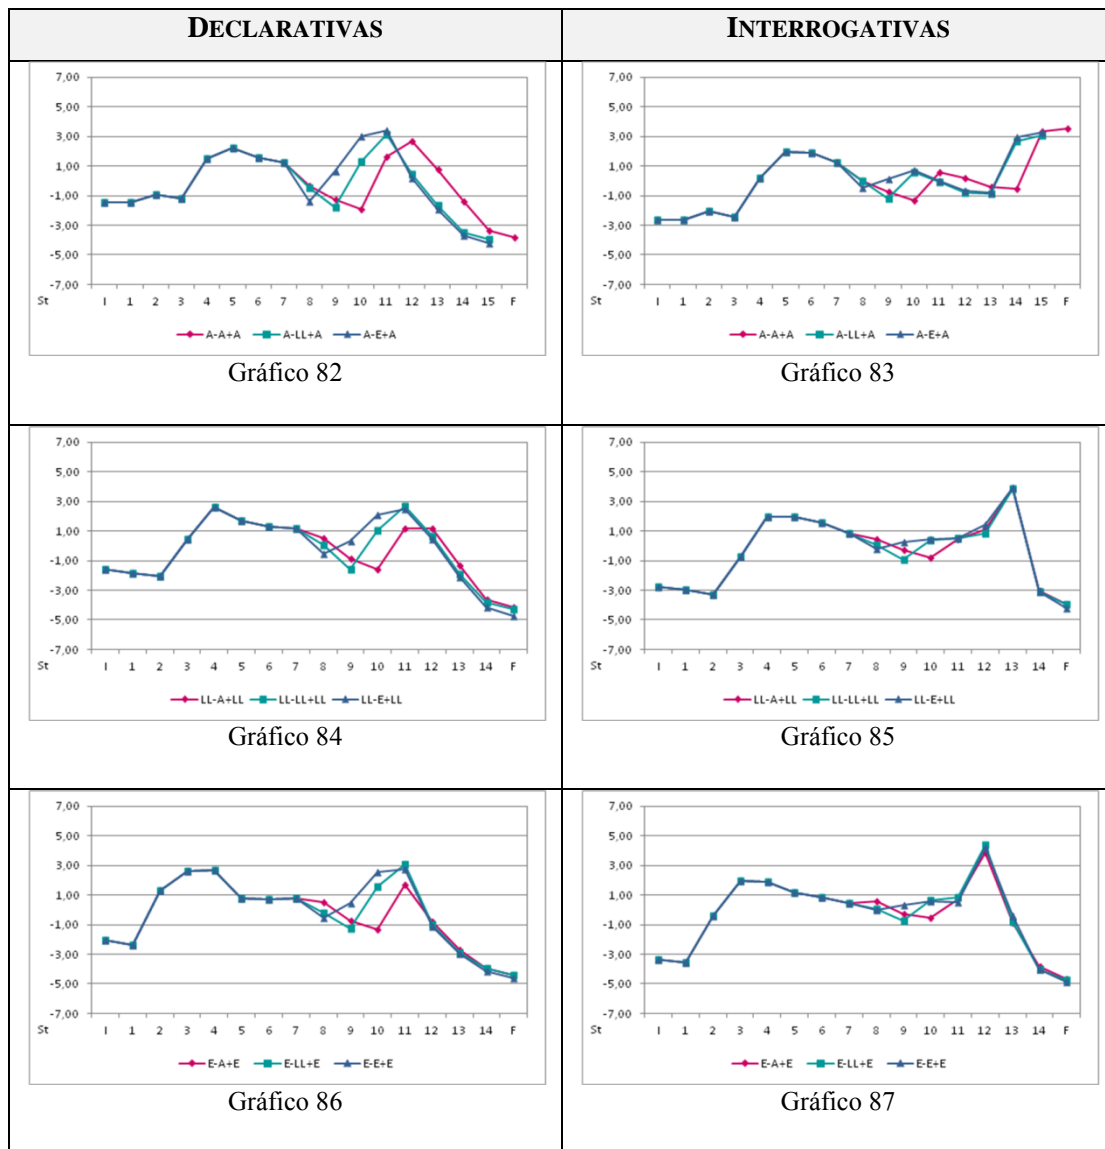 DECLARATIVAS
INTERROGATIVAS
7,00
5,00
3,00
1,00
-1,00
-3,00
-5,00
-7,00
St I 1 2 3 4 5 6 7 8 9 10 11 12 13 14 15 F
A-A+A A-LL+A A-E+A
Gráfico 82
7,00
5,00
3,00
1,00
-1,00
-3,00
-5,00
-7,00
St I 1 2 3 4 5 6 7 8 9 10 11 12 13 14 15 F
A-A+A A-LL+A A-E+A
Gráfico 83
7,00
5,00
3,00
1,00
-1,00
-3,00
-5,00
-7,00
St I 1 2 3 4 5 6 7 8 9 10 11 12 13 14 F
LL-A+LL LL-LL+LL LL-E+LL
Gráfico 84
7,00
5,00
3,00
1,00
-1,00
-3,00
-5,00
-7,00
St I 1 2 3 4 5 6 7 8 9 10 11 12 13 14 F
LL-A+LL LL-LL+LL LL-E+LL
Gráfico 85
7,00
5,00
3,00
1,00
-1,00
-3,00
-5,00
-7,00
St I 1 2 3 4 5 6 7 8 9 10 11 12 13 14 F
E-A+E E-LL+E E-E+E
Gráfico 86
7,00
5,00
3,00
1,00
-1,00
-3,00
-5,00
-7,00
St I 1 2 3 4 5 6 7 8 9 10 11 12 13 14 F
E-A+E E-LL+E E-E+E
Gráfico 87